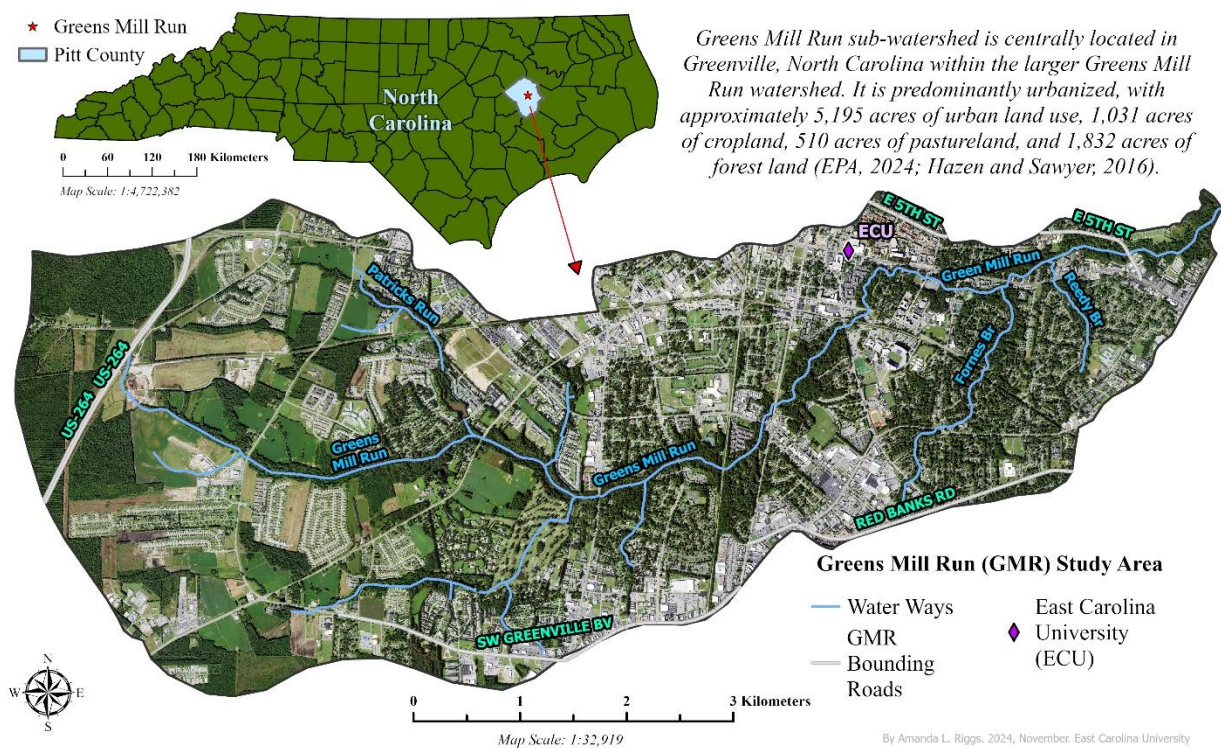 Greens Mill Run
Pitt County
North
Carolina
0 60 120 180 Kilometers
Map Scale: 1:4,722,382
Greens Mill Run sub-watershed is centrally located in
Greenville, North Carolina within the larger Greens Mill
Run watershed. It is predominantly urbanized, with
approximately 5,195 acres of urban land use, 1,031 acres
of cropland, 510 acres of pastureland, and 1,832 acres of
forest land (EPA, 2024; Hazen and Sawyer, 2016).
E 5TH ST
E 5TH ST
ECU
Patricks Run
Green Mill Run
Reedy Br
Fornes Br
US-264
US-264
Greens
Mill Run
Greens Mill Run
RED BANKS RD
SW GREENVILLE BV
Greens Mill Run (GMR) Study Area
Water Ways
GMR
Bounding
Roads
East Carolina
University
(ECU)
N
W E
S
0 1 2 3 Kilometers
Map Scale: 1:32,919
By Amanda L. Riggs. 2024, November. East Carolina University